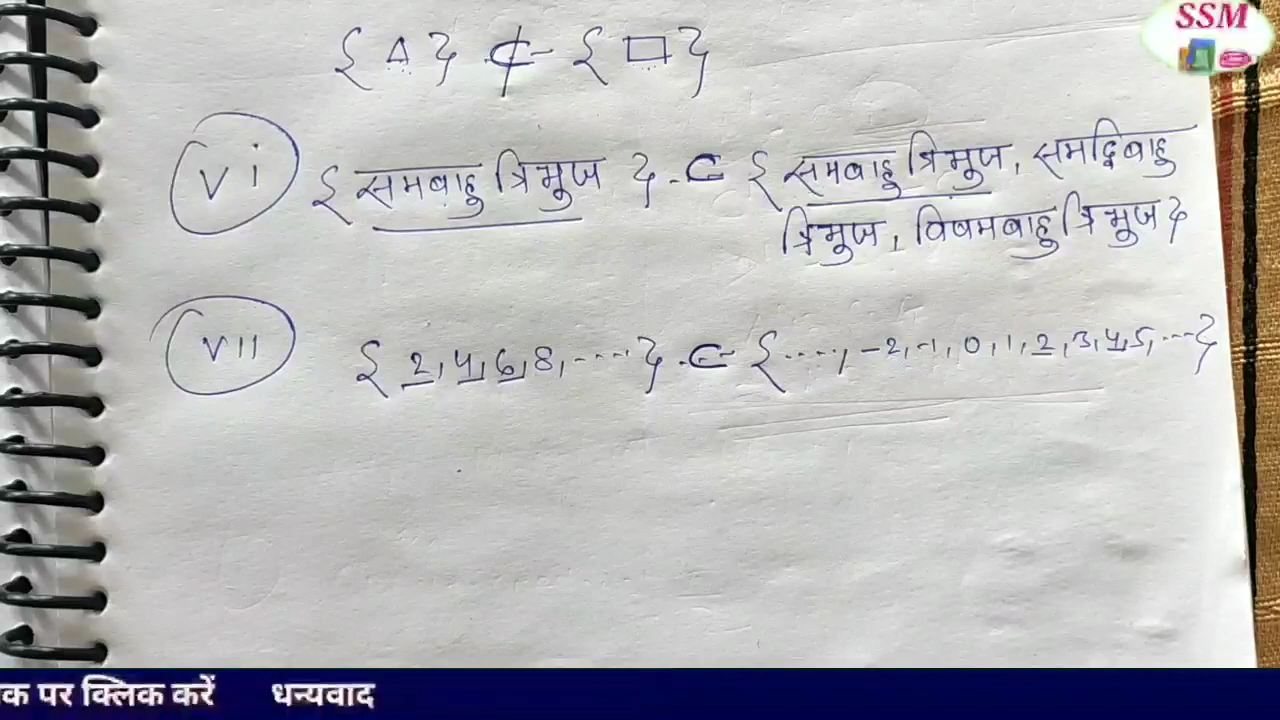 SSM
{ △ } ⊄ { □ }
vi { समबाहु त्रिभुज } ⊂ { समबाहु त्रिभुज, समद्विबाहु
त्रिभुज, विषमबाहु त्रिभुज }
vii { 2, 4, 6, 8, ....} ⊂ {...., -2, -1, 0, 1, 2, 3, 4, 5, ...}
क पर क्लिक करें धन्यवाद